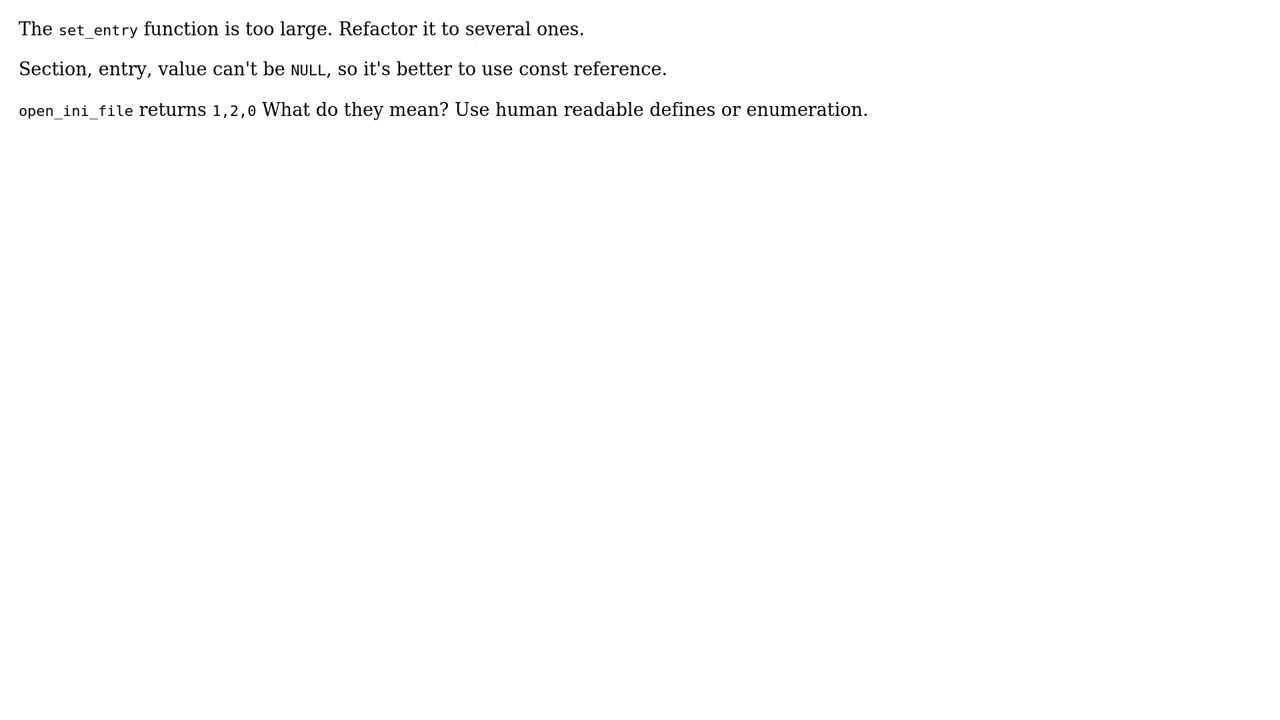 The set_entry function is too large. Refactor it to several ones.
Section, entry, value can't be NULL, so it's better to use const reference.
open_ini_file returns 1,2,0 What do they mean? Use human readable defines or enumeration.